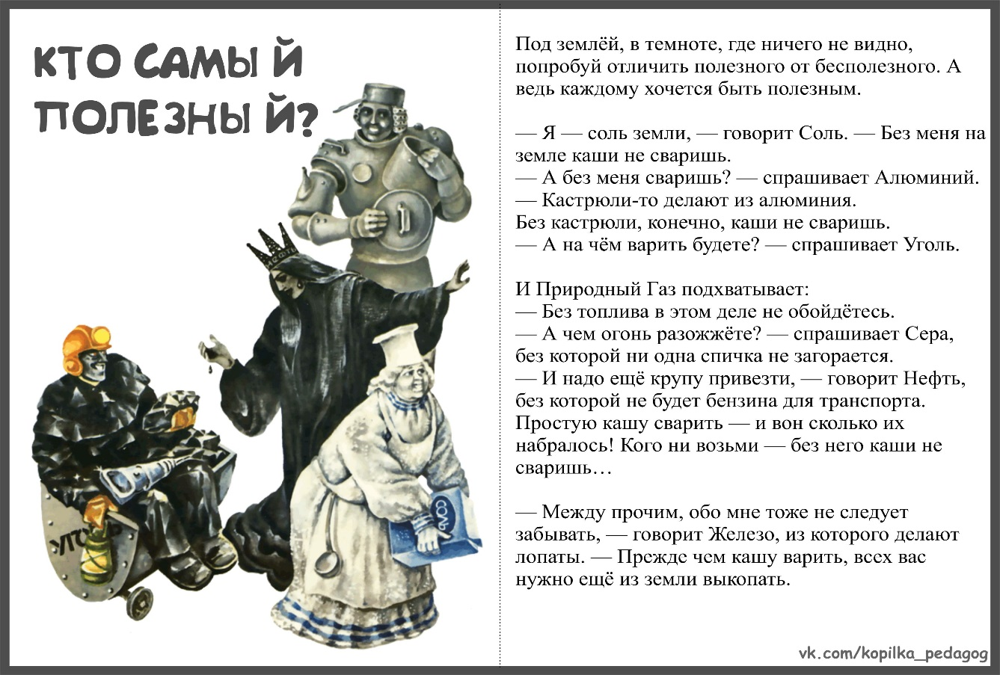 КТО САМЫЙ
ПОЛЕЗНЫЙ?
НЕФТЬ
УГОЛЬ
СОЛЬ
Под землёй, в темноте, где ничего не видно,
попробуй отличить полезного от бесполезного. А
ведь каждому хочется быть полезным.
— Я — соль земли, — говорит Соль. — Без меня на
земле каши не сваришь.
— А без меня сваришь? — спрашивает Алюминий.
— Кастрюли-то делают из алюминия.
Без кастрюли, конечно, каши не сваришь.
— А на чём варить будете? — спрашивает Уголь.
И Природный Газ подхватывает:
— Без топлива в этом деле не обойдётесь.
— А чем огонь разожжёте? — спрашивает Сера,
без которой ни одна спичка не загорается.
— И надо ещё крупу привезти, — говорит Нефть,
без которой не будет бензина для транспорта.
Простую кашу сварить — и вон сколько их
набралось! Кого ни возьми — без него каши не
сваришь…
— Между прочим, обо мне тоже не следует
забывать, — говорит Железо, из которого делают
лопаты. — Прежде чем кашу варить, всех вас
нужно ещё из земли выкопать.
vk.com/kopilka_pedagog